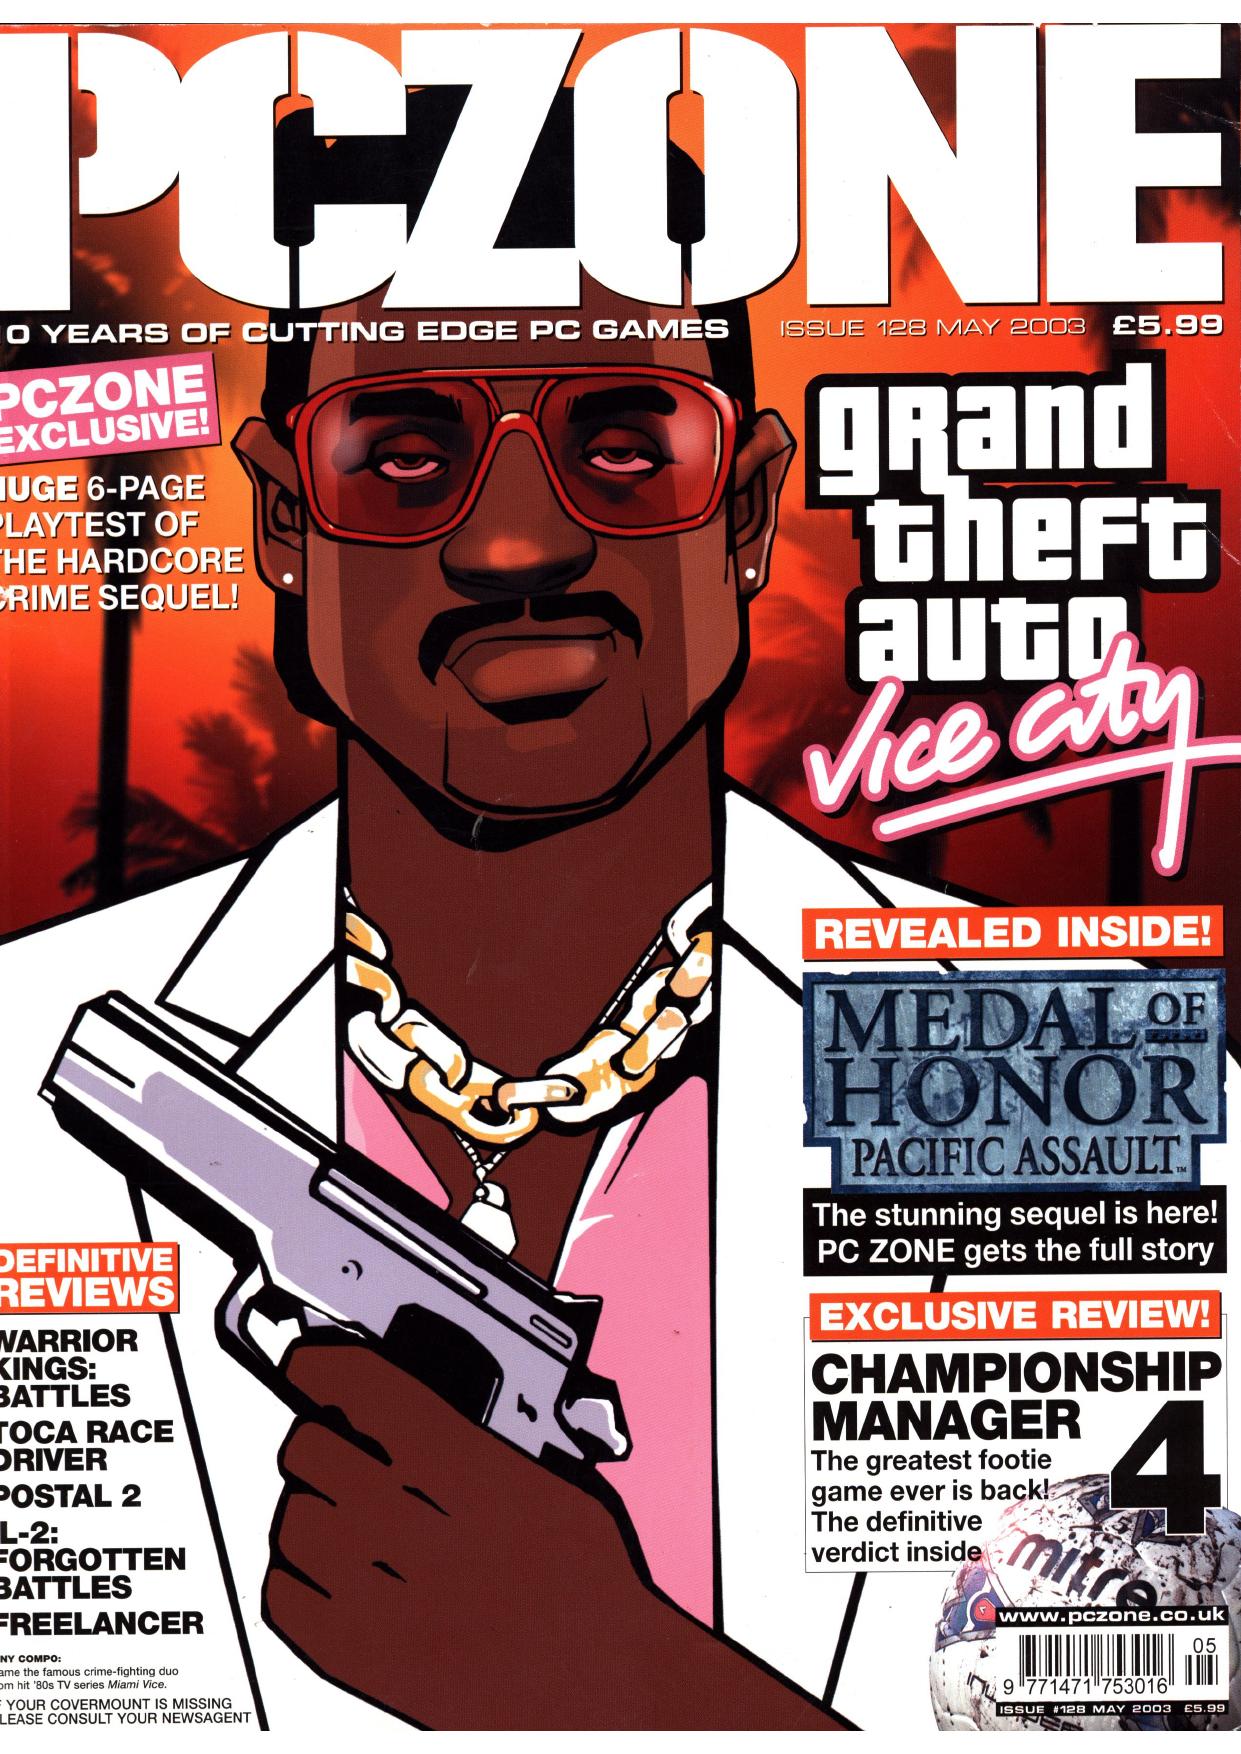 PCZONE
10 YEARS OF CUTTING EDGE PC GAMES
ISSUE 128 MAY 2003 £5.99
PCZONE
EXCLUSIVE!
HUGE 6-PAGE
PLAYTEST OF
THE HARDCORE
CRIME SEQUEL!
grand
theft
auto
Vice City
REVEALED INSIDE!
MEDAL OF
HONOR
PACIFIC ASSAULT™
The stunning sequel is here!
PC ZONE gets the full story
DEFINITIVE
REVIEWS
WARRIOR
KINGS:
BATTLES
TOCA RACE
DRIVER
POSTAL 2
IL-2:
FORGOTTEN
BATTLES
FREELANCER
NY COMPO:
ame the famous crime-fighting duo
om hit '80s TV series Miami Vice.
F YOUR COVERMOUNT IS MISSING
LEASE CONSULT YOUR NEWSAGENT
EXCLUSIVE REVIEW!
CHAMPIONSHIP
MANAGER 4
The greatest footie
game ever is back!
The definitive
verdict inside
mitre
www.pczone.co.uk
05
9 771471 753016
ISSUE #128 MAY 2003 £5.99